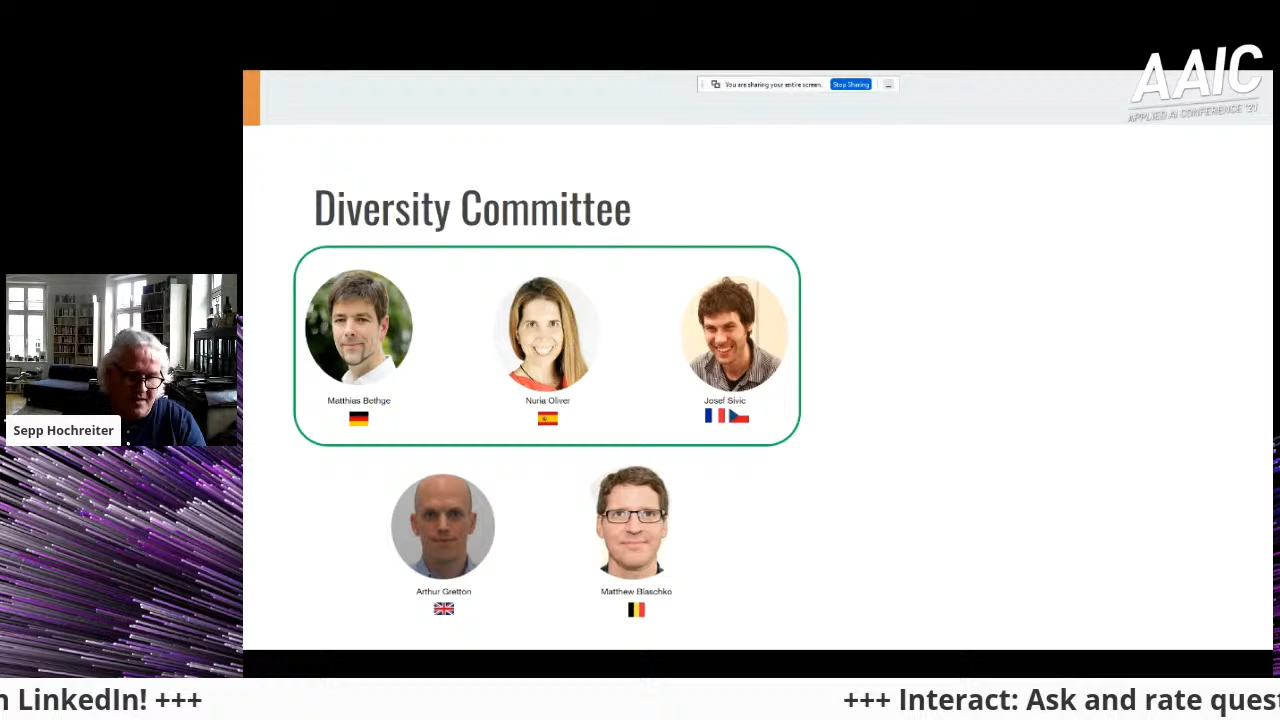 You are sharing your entire screen.
Stop Sharing
AAIC
APPLIED AI CONFERENCE '21
Diversity Committee
Matthias Bethge
Nuria Oliver
Josef Sivic
Sepp Hochreiter
Arthur Gretton
Matthew Blaschko
n LinkedIn! +++
+++ Interact: Ask and rate quest